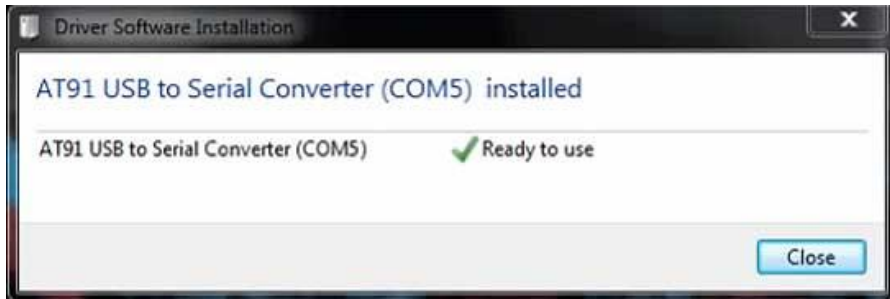 Driver Software Installation
AT91 USB to Serial Converter (COM5) installed
AT91 USB to Serial Converter (COM5) Ready to use
Close